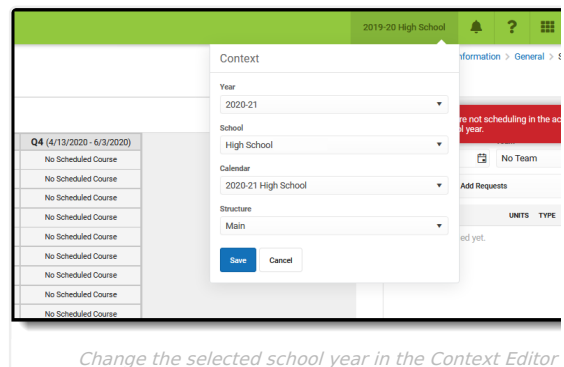 2019-20 High School
?
Context
nformation > General > S
Year
2020-21
re not scheduling in the ac
ol year.
School
High School
Q4 (4/13/2020 - 6/3/2020)
No Scheduled Course
No Team
Calendar
No Scheduled Course
2020-21 High School
Add Requests
No Scheduled Course
Structure
UNITS TYPE
No Scheduled Course
Main
No Scheduled Course
ed yet.
No Scheduled Course
Save Cancel
No Scheduled Course
No Scheduled Course
No Scheduled Course
Change the selected school year in the Context Editor